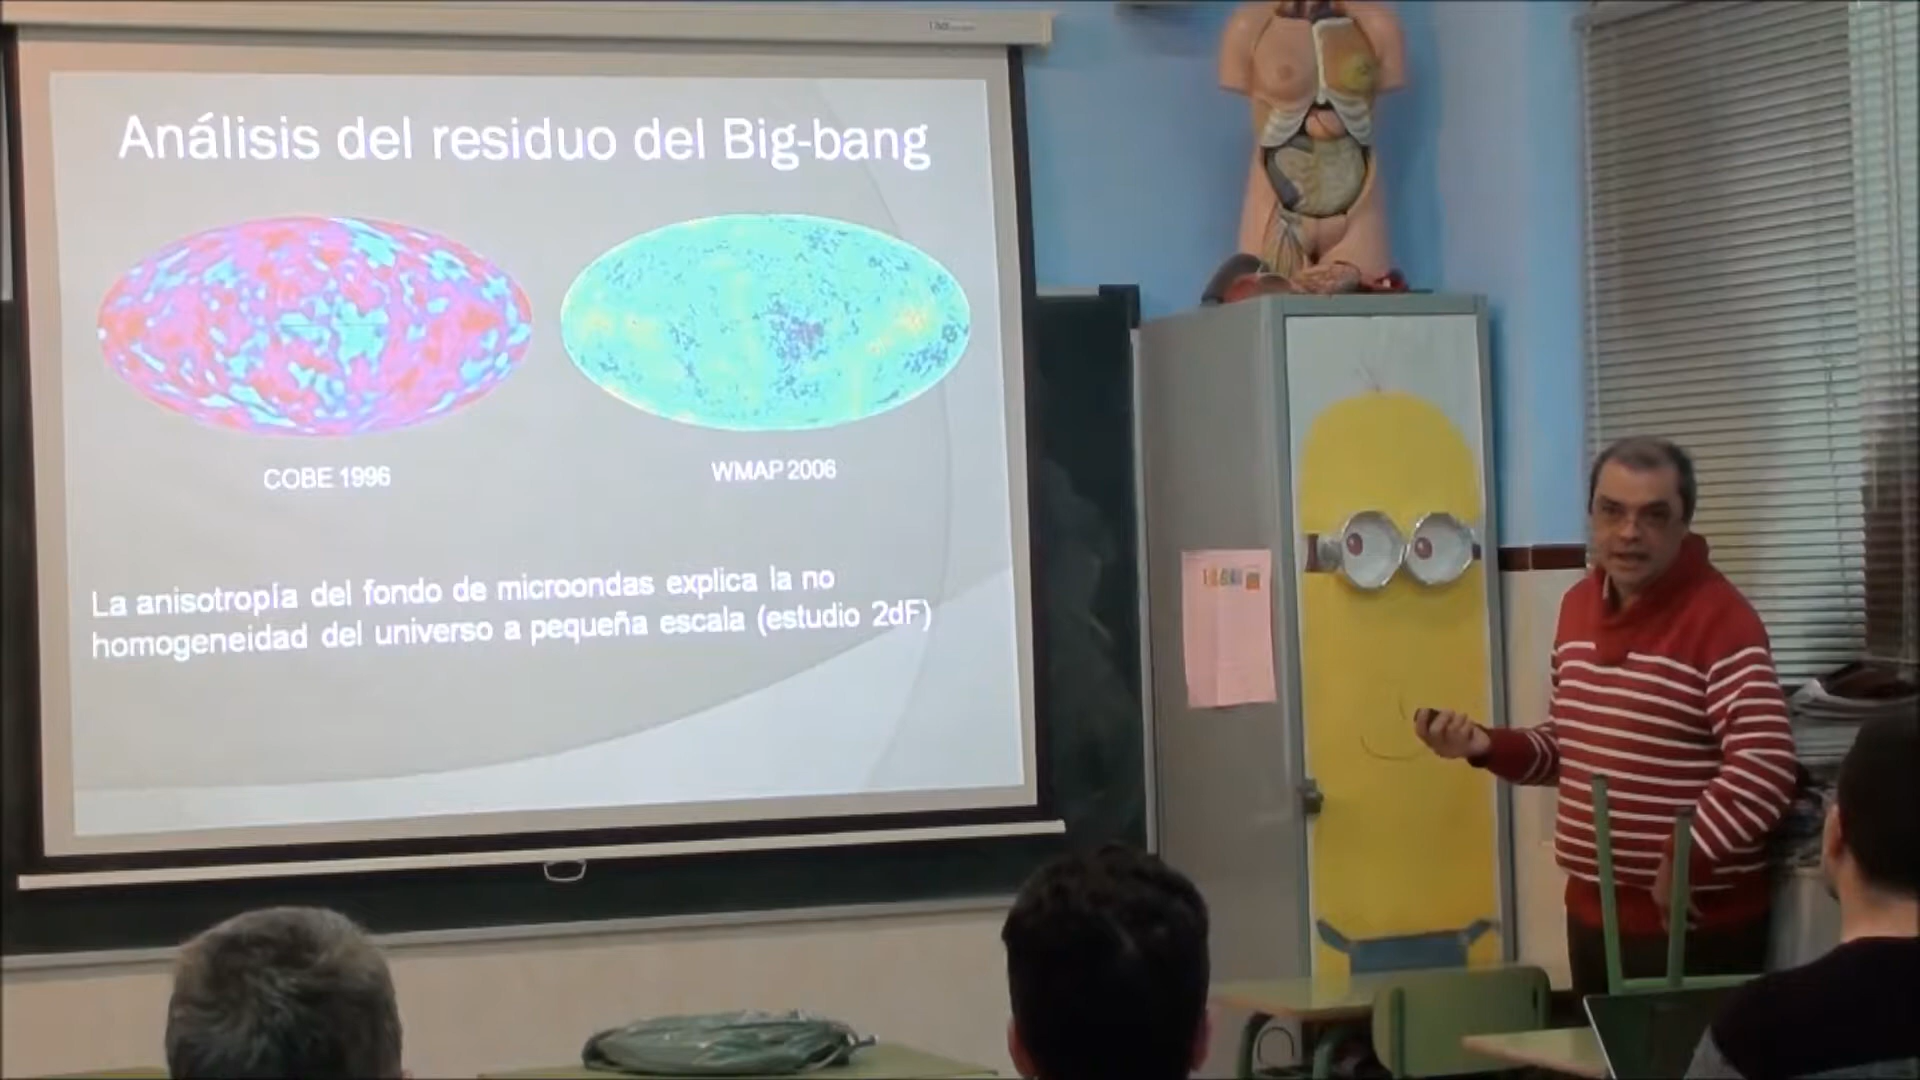 Análisis del residuo del Big-bang
COBE 1996
WMAP 2006
La anisotropía del fondo de microondas explica la no
homogeneidad del universo a pequeña escala (estudio 2dF)